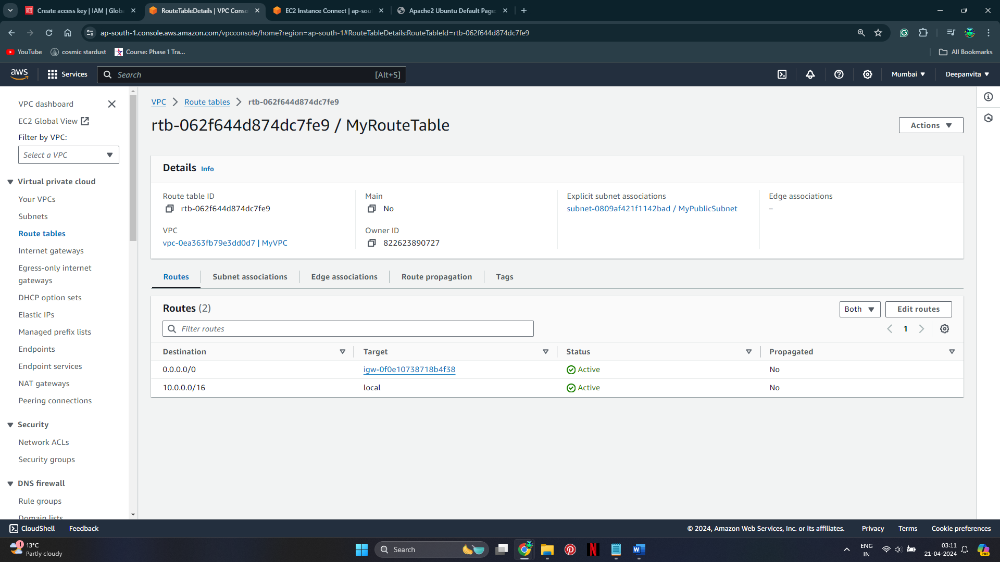 Create access key | IAM | Globa
RouteTableDetails | VPC Conso
EC2 Instance Connect | ap-sout
Apache2 Ubuntu Default Page
ap-south-1.console.aws.amazon.com/vpcconsole/home?region=ap-south-1#RouteTableDetails:RouteTableId=rtb-062f644d874dc7fe9
YouTube
cosmic stardust
Course: Phase 1 Tra...
All Bookmarks
aws
Services
Search
[Alt+S]
Mumbai
Deepanvita
VPC dashboard
EC2 Global View
Filter by VPC:
Select a VPC
Virtual private cloud
Your VPCs
Subnets
Route tables
Internet gateways
Egress-only internet
gateways
DHCP option sets
Elastic IPs
Managed prefix lists
Endpoints
Endpoint services
NAT gateways
Peering connections
Security
Network ACLs
Security groups
DNS firewall
Rule groups
Domain lists
VPC
Route tables
rtb-062f644d874dc7fe9
rtb-062f644d874dc7fe9 / MyRouteTable
Actions
Details Info
Route table ID
rtb-062f644d874dc7fe9
Main
No
Explicit subnet associations
subnet-0809af421f1142bad / MyPublicSubnet
Edge associations
–
VPC
vpc-0ea363fb79e3dd0d7 | MyVPC
Owner ID
822623890727
Routes
Subnet associations
Edge associations
Route propagation
Tags
Routes (2)
Both
Edit routes
Filter routes
1
Destination Target Status Propagated
0.0.0.0/0 igw-0f0e10738718b4f38 Active No
10.0.0.0/16 local Active No
CloudShell
Feedback
© 2024, Amazon Web Services, Inc. or its affiliates.
Privacy
Terms
Cookie preferences
1
13°C
Partly cloudy
Search
N
W
ENG
IN
03:11
21-04-2024
PRE